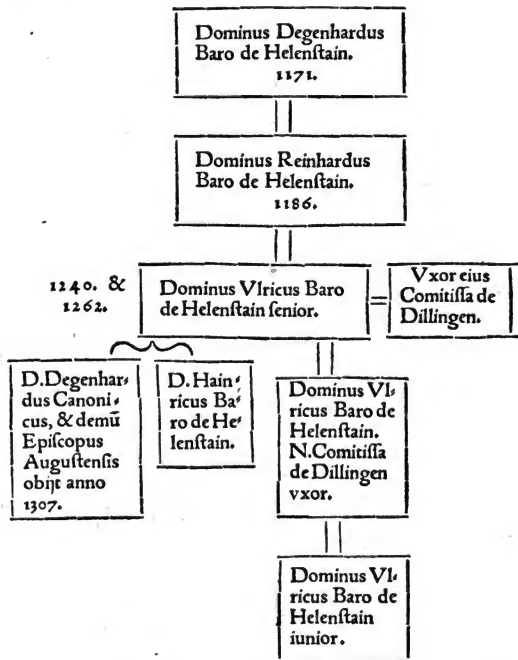 Dominus Degenhardus
Baro de Helenſtain.
1171.
Dominus Reinhardus
Baro de Helenſtain.
1186.
1240. &
1262.
Dominus Vlricus Baro
de Helenſtain ſenior.
Vxor eius
Comitiſſa de
Dillingen.
D. Degenhar⸗
dus Canoni⸗
cus, & demū
Epiſcopus
Auguſtenſis
obijt anno
1307.
D. Hain⸗
ricus Ba⸗
ro de He⸗
lenſtain.
Dominus Vl⸗
ricus Baro de
Helenſtain.
N. Comitiſſa
de Dillingen
vxor.
Dominus Vl⸗
ricus Baro de
Helenſtain
iunior.